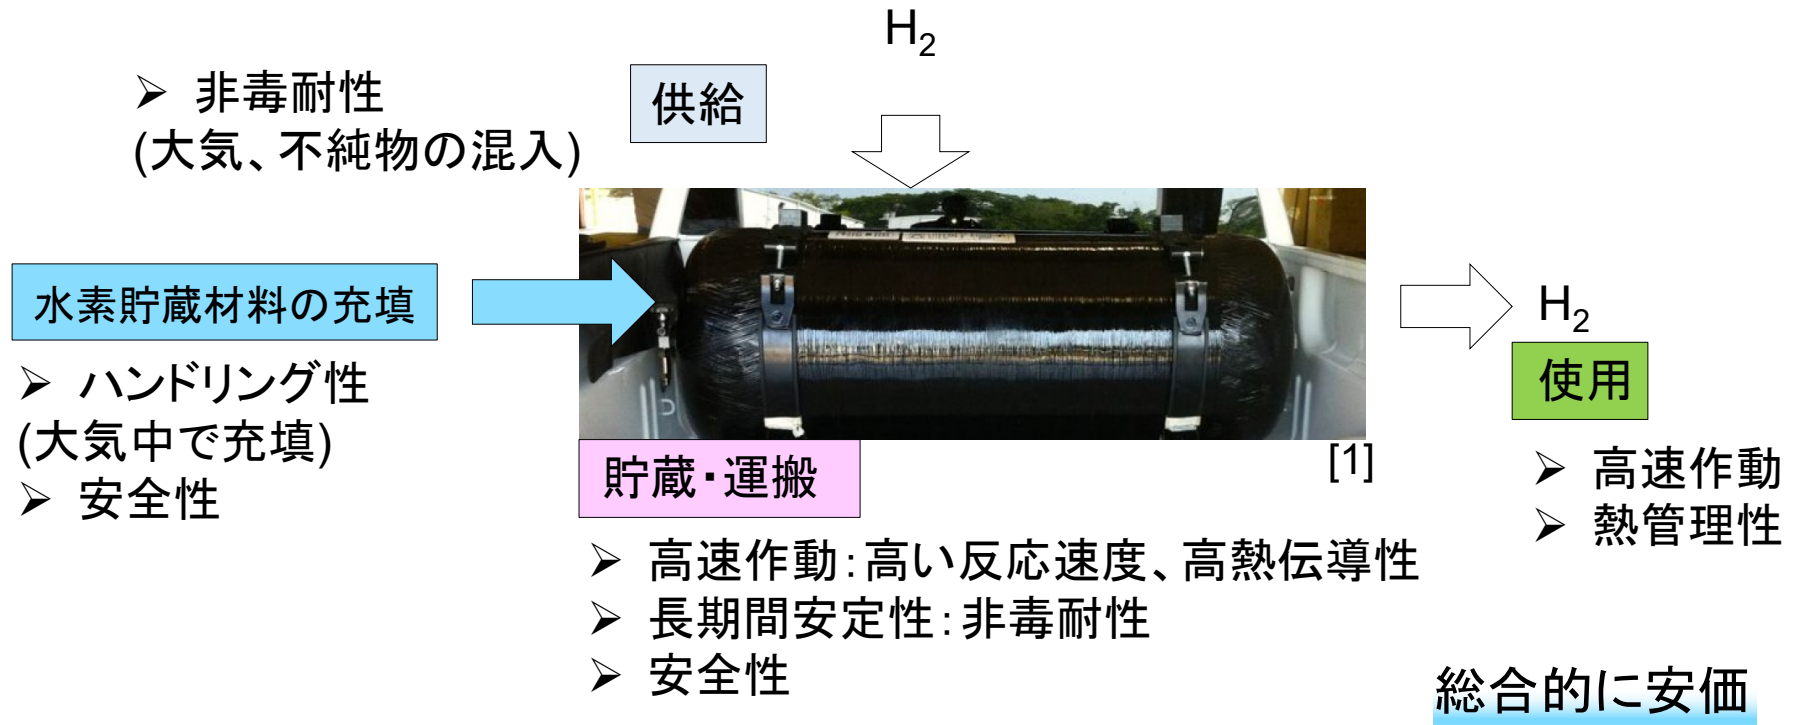 H₂
供給
➢ 非毒耐性
(大気、不純物の混入)
水素貯蔵材料の充填
➢ ハンドリング性
(大気中で充填)
➢ 安全性
H₂
使用
➢ 高速作動
➢ 熱管理性
[1]
貯蔵・運搬
➢ 高速作動:高い反応速度、高熱伝導性
➢ 長期間安定性:非毒耐性
➢ 安全性
総合的に安価